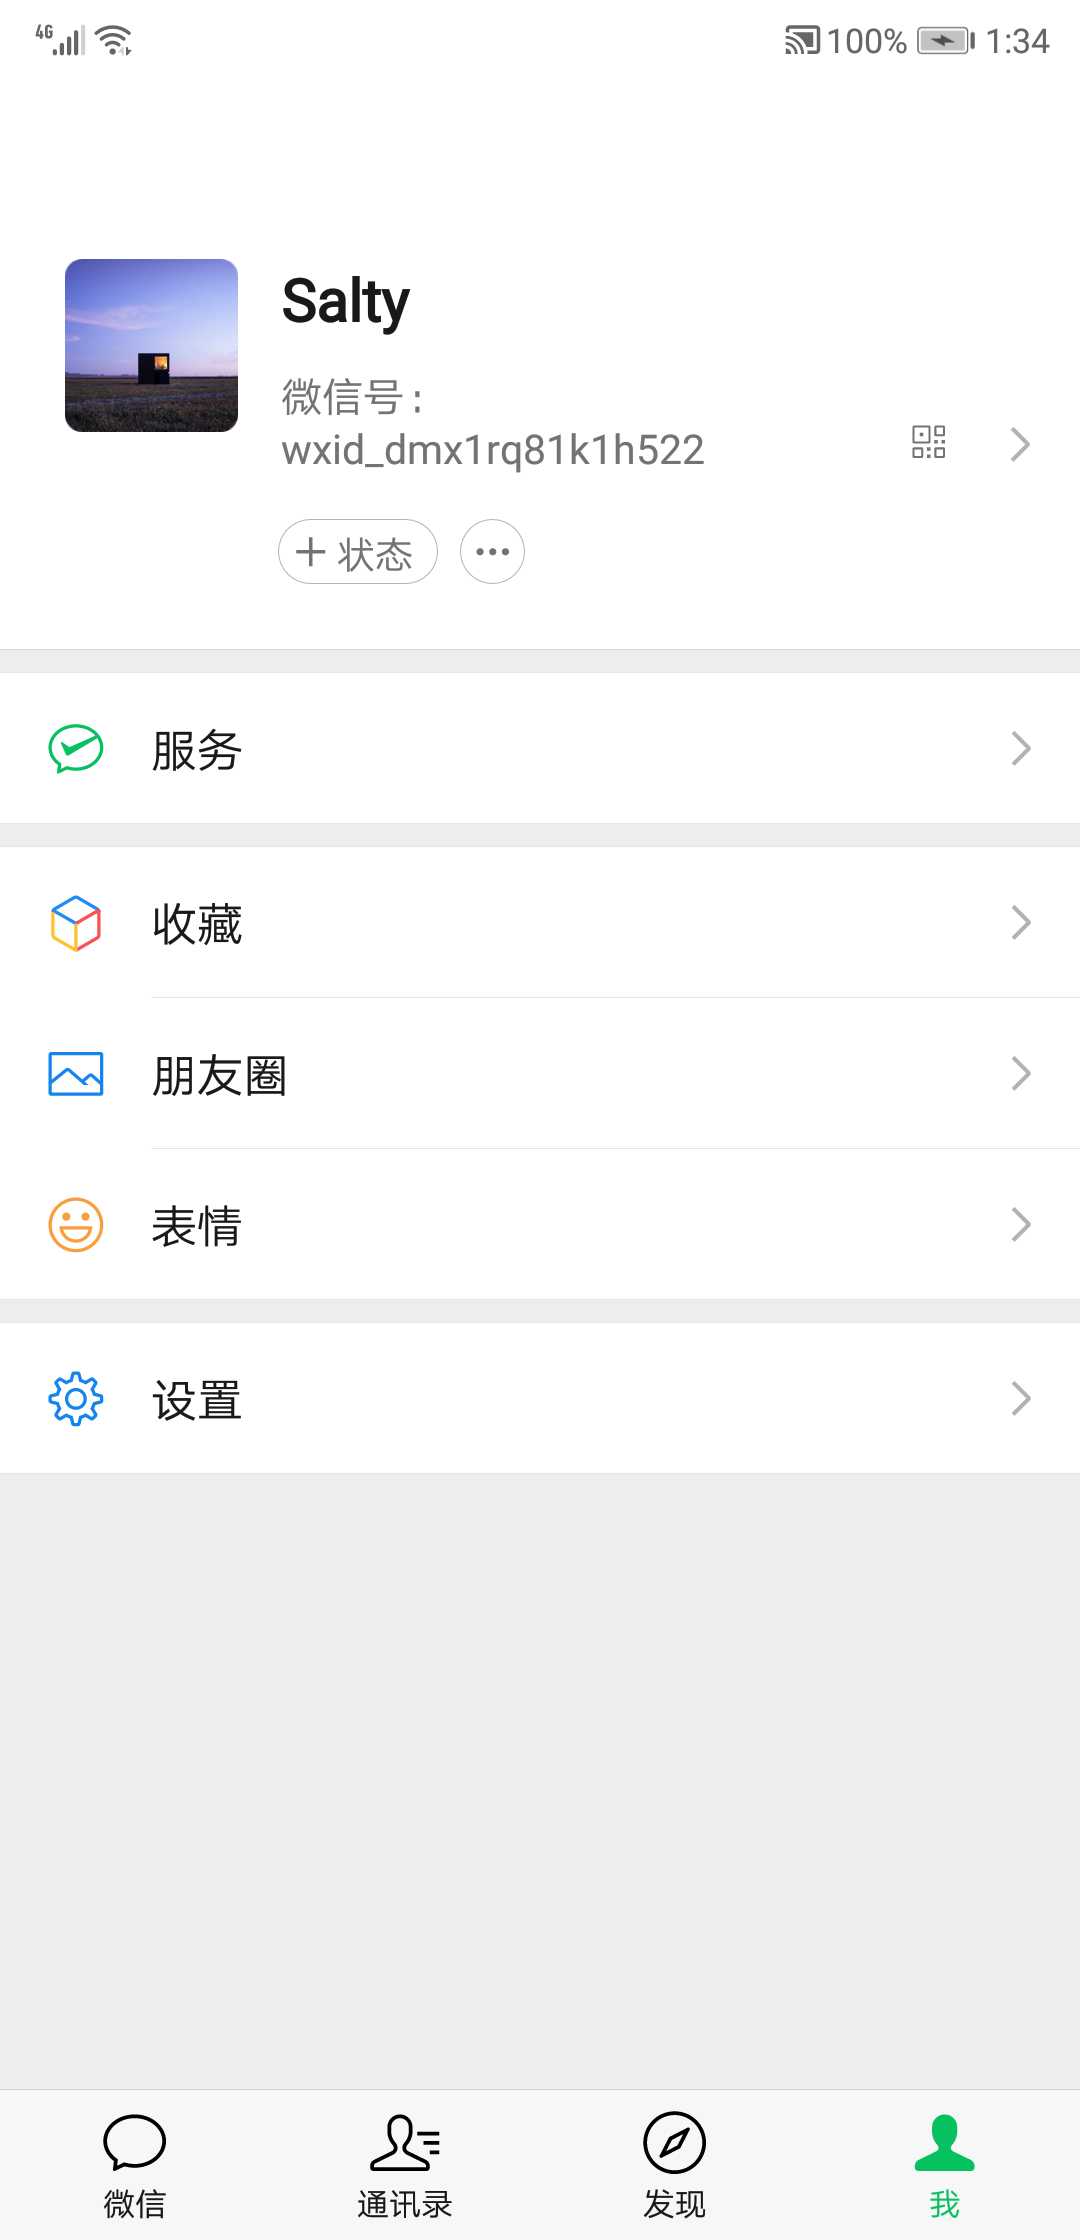 4G 100% 1:34
Salty
微信号:
wxid_dmx1rq81k1h522
状态
服务
收藏
朋友圈
表情
设置
微信 通讯录 发现 我